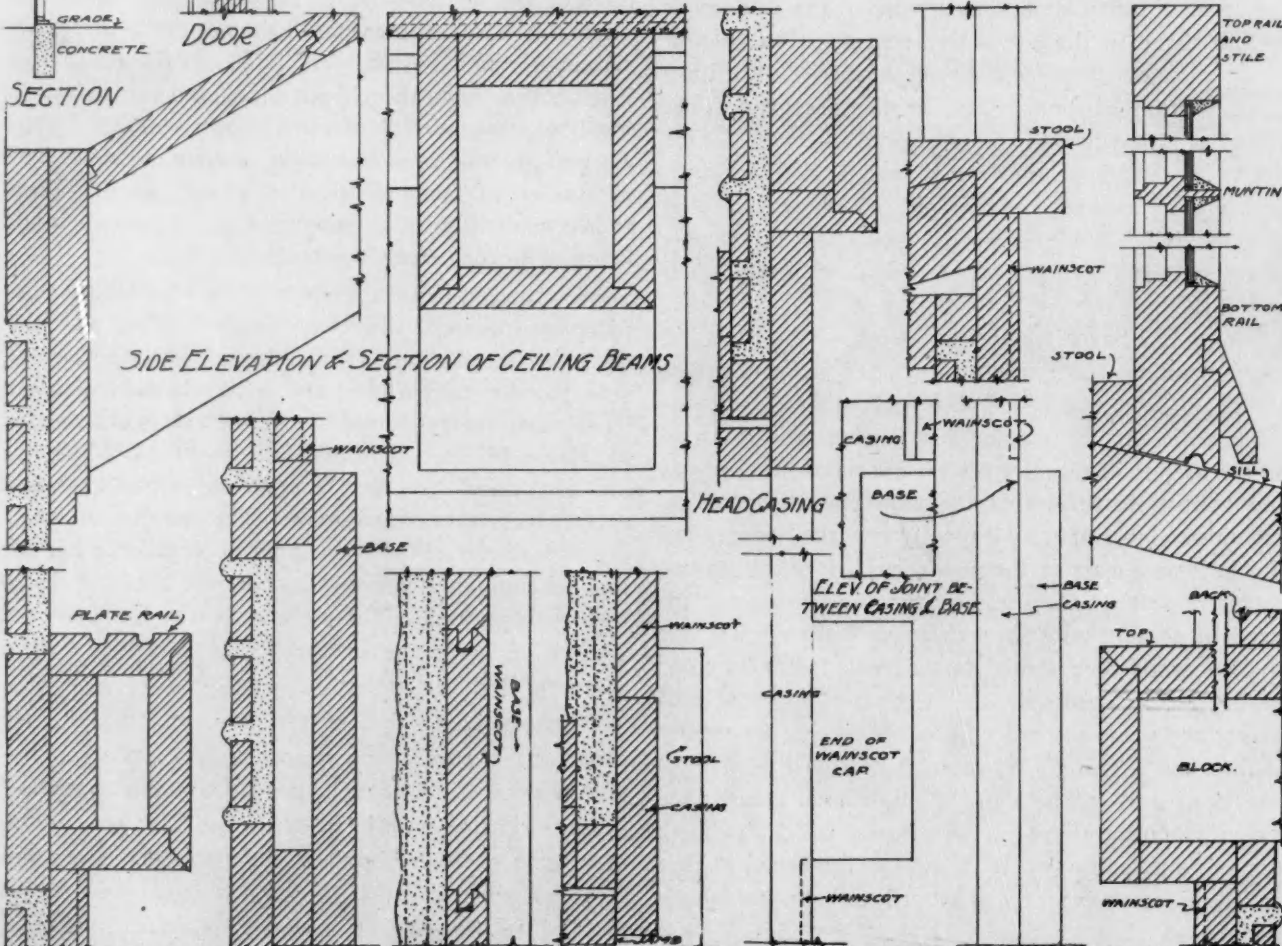 GRADE
CONCRETE
SECTION
DOOR
TOP RAIL
AND
STILE
STOOL
MUNTIN
WAINSCOT
BOTTOM
RAIL
SIDE ELEVATION & SECTION OF CEILING BEAMS
STOOL
WAINSCOT
CASING
WAINSCOT
BASE
SILL
HEAD CASING
BASE
ELEV. OF JOINT BE-
TWEEN CASING & BASE
BASE
CASING
BACK
PLATE RAIL
TOP
WAINSCOT
BASE
WAINSCOT
CASING
STOOL
CASING
END OF
WAINSCOT
CAP
BLOCK.
WAINSCOT
WAINSCOT
JAMB